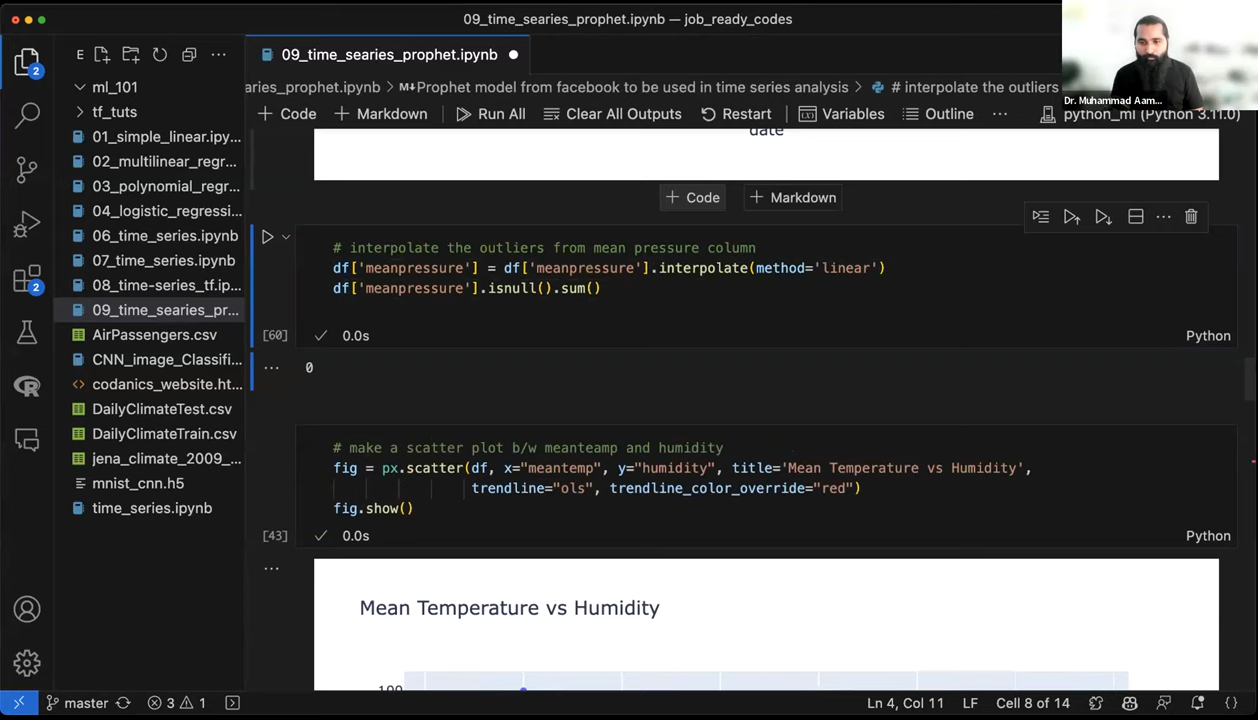 09_time_searies_prophet.ipynb — job_ready_codes
E
09_time_searies_prophet.ipynb
2
ml_101
tf_tuts
01_simple_linear.ipy...
02_multilinear_regr...
03_polynomial_regr...
04_logistic_regressi...
06_time_series.ipynb
07_time_series.ipynb
08_time-series_tf.ip...
09_time_searies_pr...
AirPassengers.csv
CNN_image_Classifi...
codanics_website.ht...
DailyClimateTest.csv
DailyClimateTrain.csv
jena_climate_2009_...
mnist_cnn.h5
time_series.ipynb
2
R
aries_prophet.ipynb > M Prophet model from facebook to be used in time series analysis > # interpolate the outliers
+ Code + Markdown Run All Clear All Outputs Restart Variables Outline ... python_ml (Python 3.11.0)
Dr. Muhammad Aam...
date
+ Code + Markdown
# interpolate the outliers from mean pressure column
df['meanpressure'] = df['meanpressure'].interpolate(method='linear')
df['meanpressure'].isnull().sum()
[60] 0.0s Python
... 0
# make a scatter plot b/w meanteamp and humidity
fig = px.scatter(df, x="meantemp", y="humidity", title='Mean Temperature vs Humidity',
trendline="ols", trendline_color_override="red")
fig.show()
[43] 0.0s Python
...
Mean Temperature vs Humidity
100
master 3 1 Ln 4, Col 11 LF Cell 8 of 14